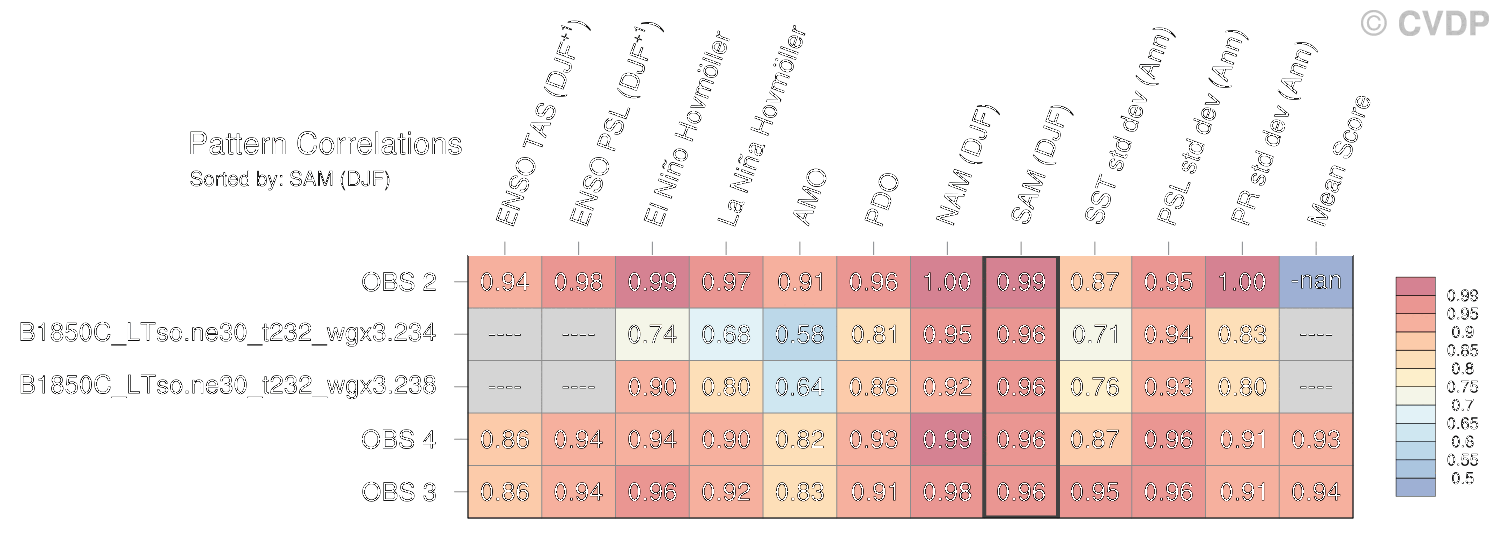 © CVDP
Pattern Correlations
Sorted by: SAM (DJF)
ENSO TAS (DJF+1)
ENSO PSL (DJF+1)
El Niño Hovmöller
La Niña Hovmöller
AMO
PDO
NAM (DJF)
SAM (DJF)
SST std dev (Ann)
PSL std dev (Ann)
PR std dev (Ann)
Mean Score
OBS 2 0.94 0.98 0.99 0.97 0.91 0.96 1.00 0.99 0.87 0.95 1.00 -nan
B1850C_LTso.ne30_t232_wgx3.234 ---- ---- 0.74 0.68 0.58 0.81 0.95 0.96 0.71 0.94 0.83 ----
B1850C_LTso.ne30_t232_wgx3.238 ---- ---- 0.90 0.80 0.64 0.86 0.92 0.96 0.76 0.93 0.80 ----
OBS 4 0.86 0.94 0.94 0.90 0.82 0.93 0.99 0.96 0.87 0.96 0.91 0.93
OBS 3 0.86 0.94 0.96 0.92 0.83 0.91 0.98 0.96 0.95 0.96 0.91 0.94
0.99
0.95
0.9
0.85
0.8
0.75
0.7
0.65
0.6
0.55
0.5